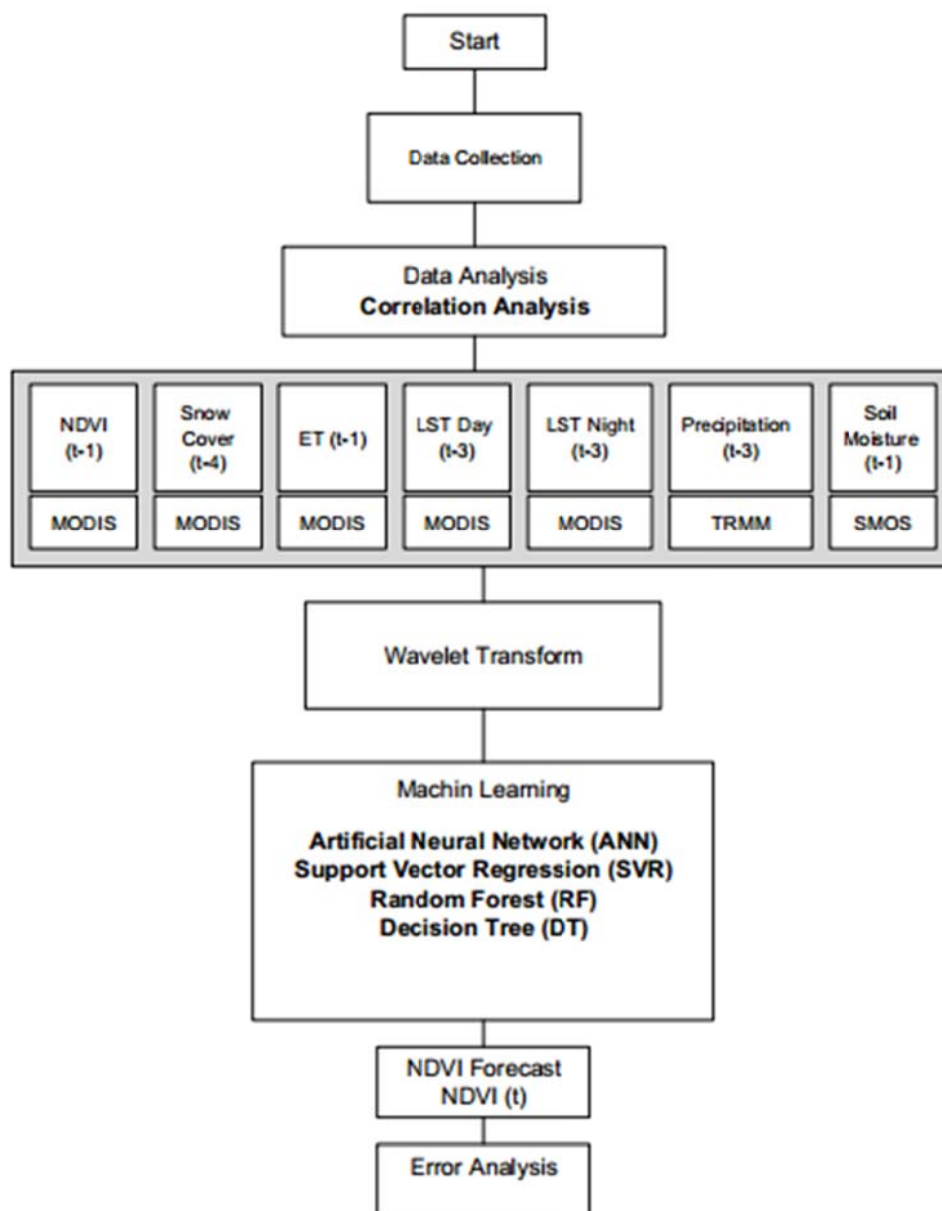 Start
Data Collection
Data Analysis
Correlation Analysis
NDVI
(t-1)
Snow
Cover
(t-4)
ET (t-1)
LST Day
(t-3)
LST Night
(t-3)
Precipitation
(t-3)
Soil
Moisture
(t-1)
MODIS
MODIS
MODIS
MODIS
MODIS
TRMM
SMOS
Wavelet Transform
Machin Learning
Artificial Neural Network (ANN)
Support Vector Regression (SVR)
Random Forest (RF)
Decision Tree (DT)
NDVI Forecast
NDVI (t)
Error Analysis